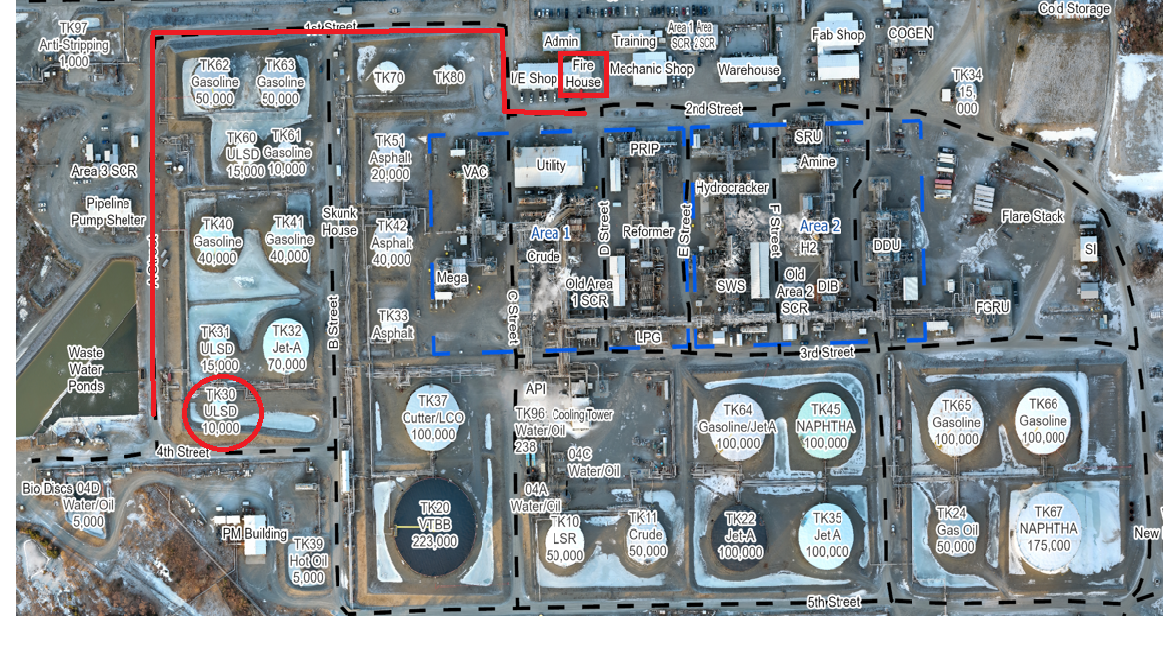 TK97
Anti-Stripping
1,000
1st Street
Admin
Training
Area 1
SCR
Area
2 SCR
Fab Shop
COGEN
Cold Storage
TK62
Gasoline
50,000
TK63
Gasoline
50,000
TK70
TK80
I/E Shop
Fire
House
Mechanic Shop
Warehouse
TK34
15,
000
2nd Street
TK60
ULSD
15,000
TK61
Gasoline
10,000
TK51
Asphalt
20,000
VAC
Utility
PRIP
SRU
Amine
Area 3 SCR
Pipeline
Pump Shelter
Hydrocracker
TK40
Gasoline
40,000
TK41
Gasoline
40,000
Skunk
House
TK42
Asphalt
40,000
Area 1
Crude
D Street
Reformer
E Street
F Street
Area 2
H2
DDU
Flare Stack
SI
Mega
Old Area
1 SCR
SWS
Old
Area 2
SCR
DIB
FGRU
B Street
C Street
TK31
ULSD
15,000
TK32
Jet-A
70,000
TK33
Asphalt
LPG
3rd Street
Waste
Water
Ponds
TK30
ULSD
10,000
TK37
Cutter/LCO
100,000
API
TK96
Water/Oil
238
Cooling Tower
TK64
Gasoline/JetA
100,000
TK45
NAPHTHA
100,000
TK65
Gasoline
100,000
TK66
Gasoline
100,000
4th Street
04C
Water/Oil
Bio Discs
04D
Water/Oil
5,000
04A
Water/Oil
PM Building
TK39
Hot Oil
5,000
TK20
VTBB
223,000
TK10
LSR
50,000
TK11
Crude
50,000
TK22
Jet-A
100,000
TK35
Jet A
100,000
TK24
Gas Oil
50,000
TK67
NAPHTHA
175,000
New
5th Street